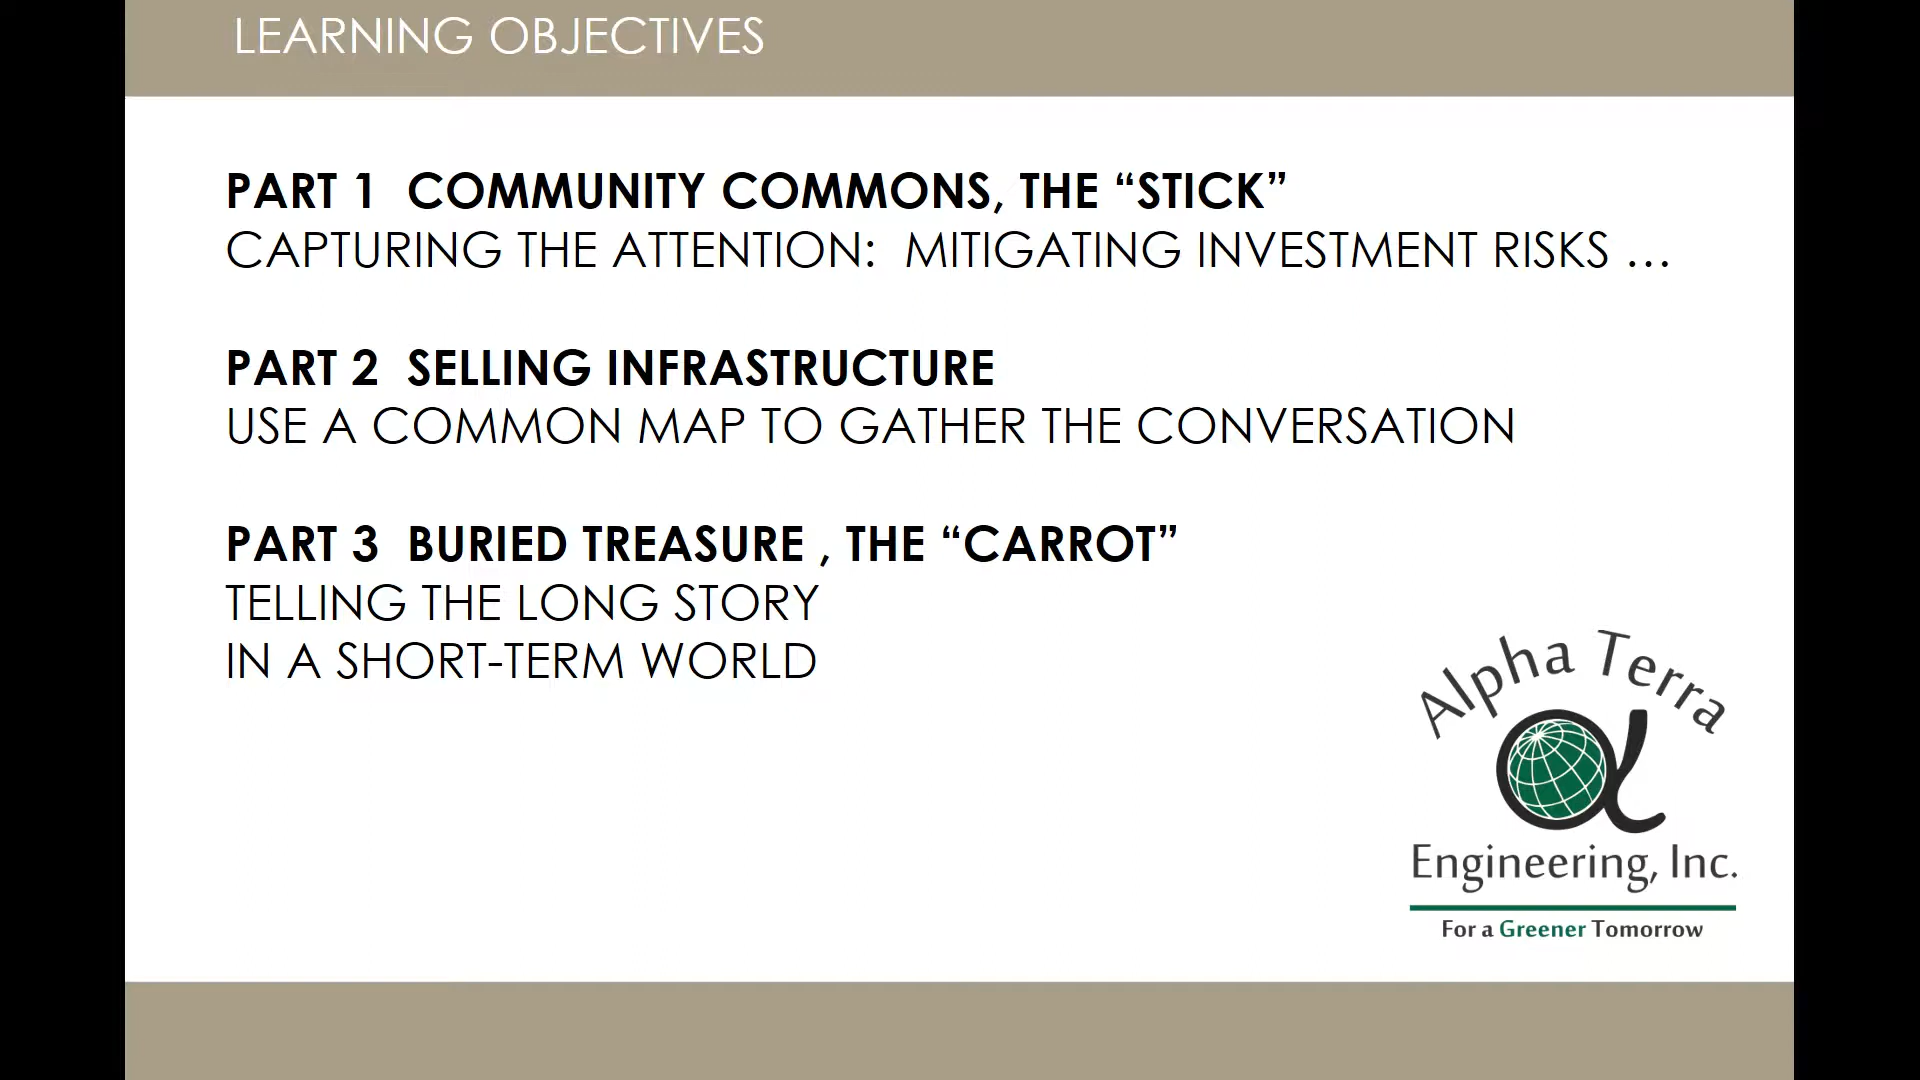 LEARNING OBJECTIVES
PART 1  COMMUNITY COMMONS, THE “STICK”
CAPTURING THE ATTENTION:  MITIGATING INVESTMENT RISKS …
PART 2  SELLING INFRASTRUCTURE
USE A COMMON MAP TO GATHER THE CONVERSATION
PART 3  BURIED TREASURE , THE “CARROT”
TELLING THE LONG STORY
IN A SHORT-TERM WORLD
Alpha Terra
Engineering, Inc.
For a Greener Tomorrow